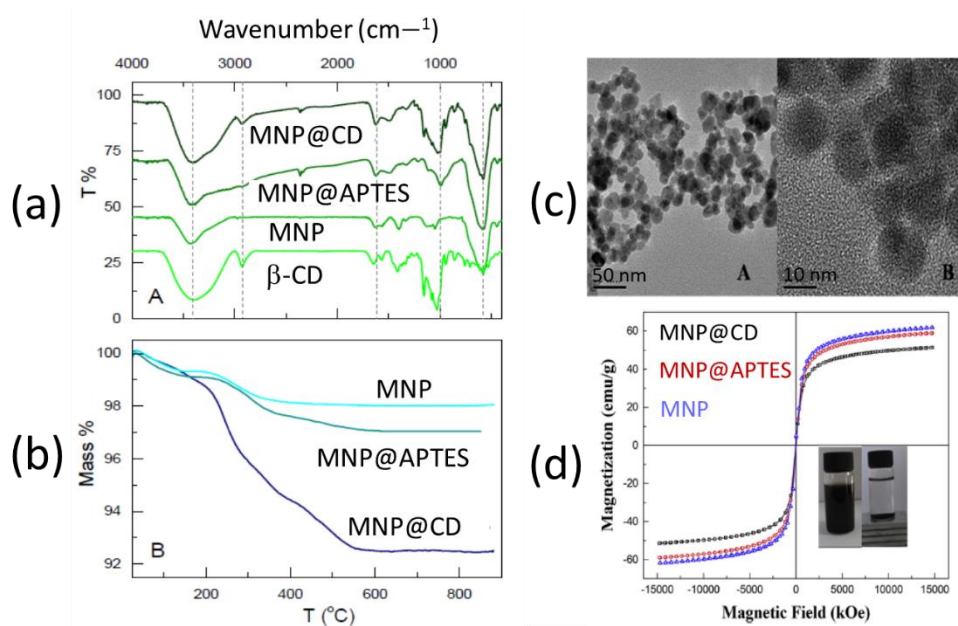 Wavenumber (cm—1)
4000 3000 2000 1000
(a)
T %
100
75
50
25
0
MNP@CD
MNP@APTES
MNP
β-CD
A
(b)
Mass %
100
98
96
94
92
MNP
MNP@APTES
MNP@CD
B
200 400 600 800
T (°C)
(c)
50 nm
A
10 nm
B
(d)
Magnetization (emu/g)
60
40
20
0
-20
-40
-60
MNP@CD
MNP@APTES
MNP
-15000 -10000 -5000 0 5000 10000 15000
Magnetic Field (kOe)